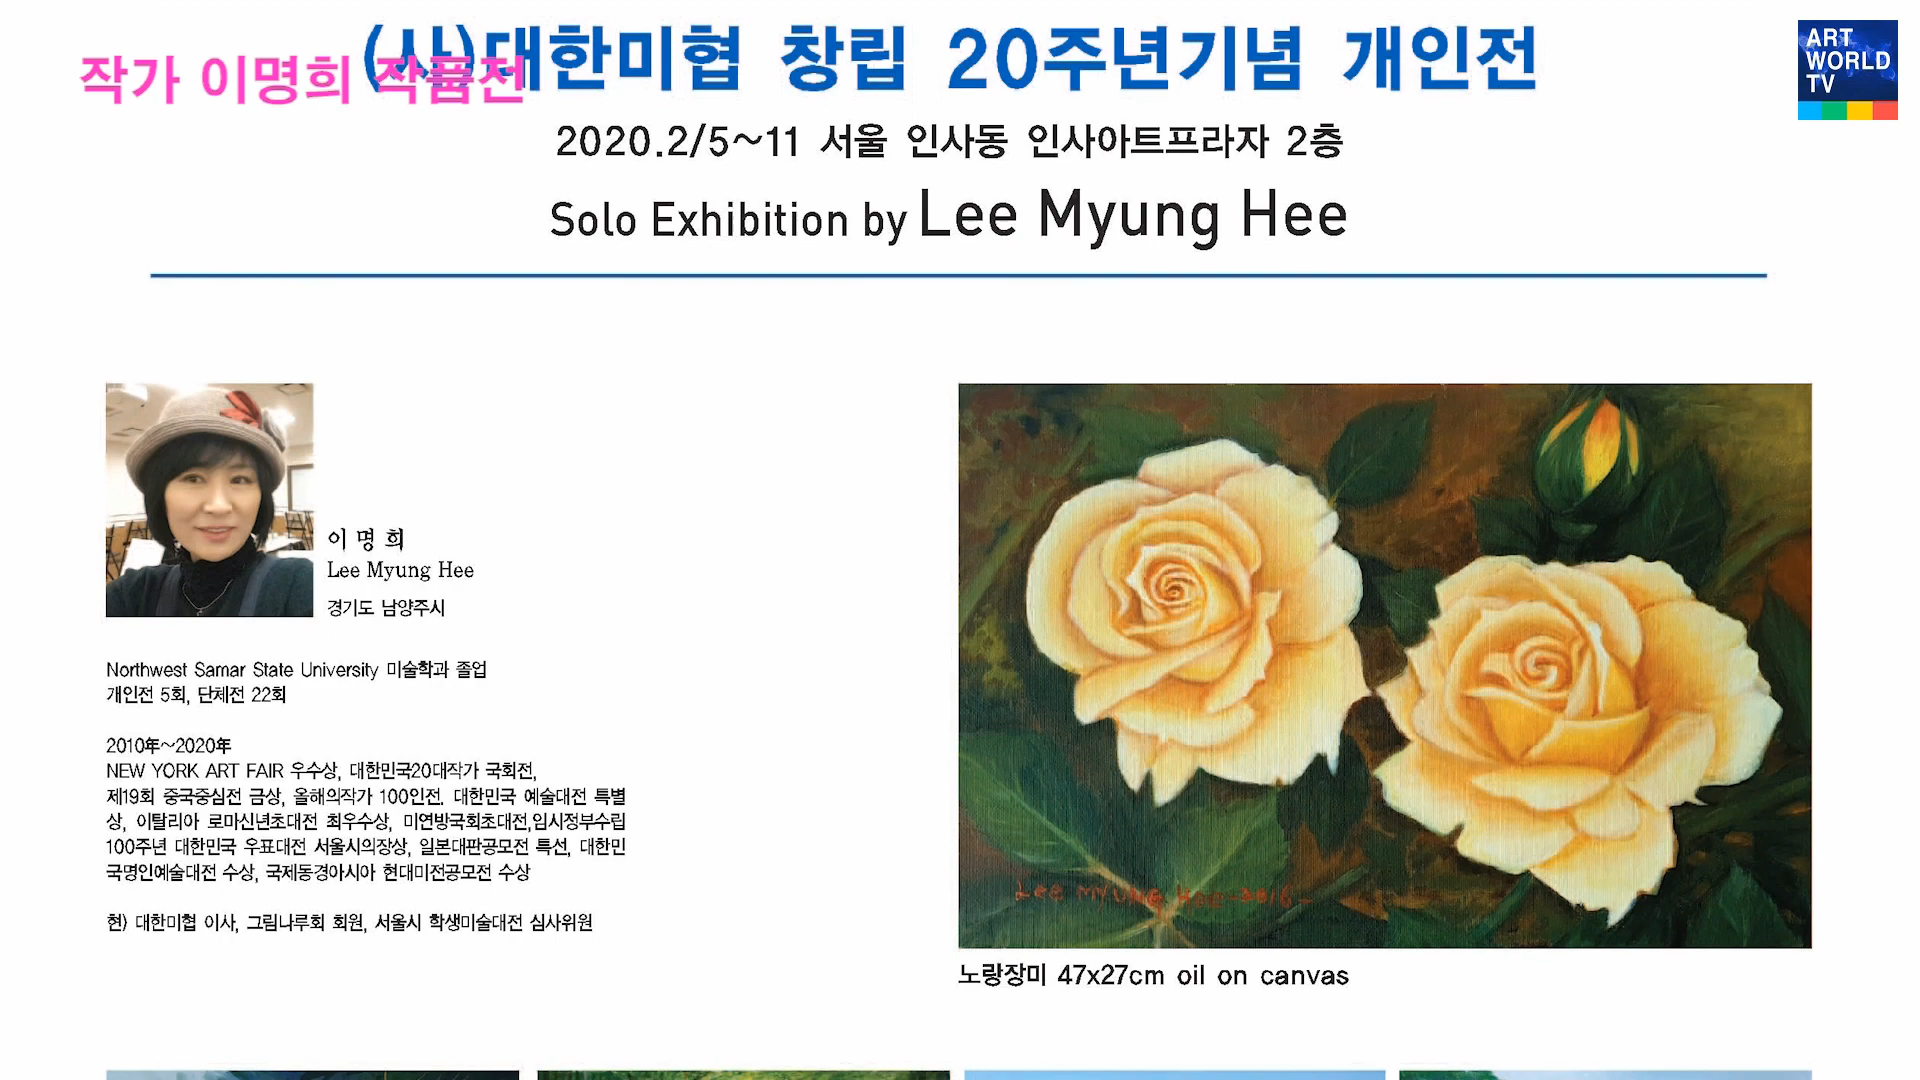 (사)대한미협 창립 20주년기념 개인전
작가 이명희 작품전
ART
WORLD
TV
2020.2/5~11 서울 인사동 인사아트프라자 2층
Solo Exhibition by Lee Myung Hee
이 명 희
Lee Myung Hee
경기도 남양주시
Northwest Samar State University 미술학과 졸업
개인전 5회, 단체전 22회
2010年~2020年
NEW YORK ART FAIR 우수상, 대한민국20대작가 국회전,
제19회 중국중심전 금상, 올해의작가 100인전. 대한민국 예술대전 특별
상, 이탈리아 로마신년초대전 최우수상, 미연방국회초대전,임시정부수립
100주년 대한민국 우표대전 서울시의장상, 일본대판공모전 특선, 대한민
국명인예술대전 수상, 국제동경아시아 현대미전공모전 수상
현) 대한미협 이사, 그림나루회 회원, 서울시 학생미술대전 심사위원
Lee Myung Hee-2016-
노랑장미 47x27cm oil on canvas